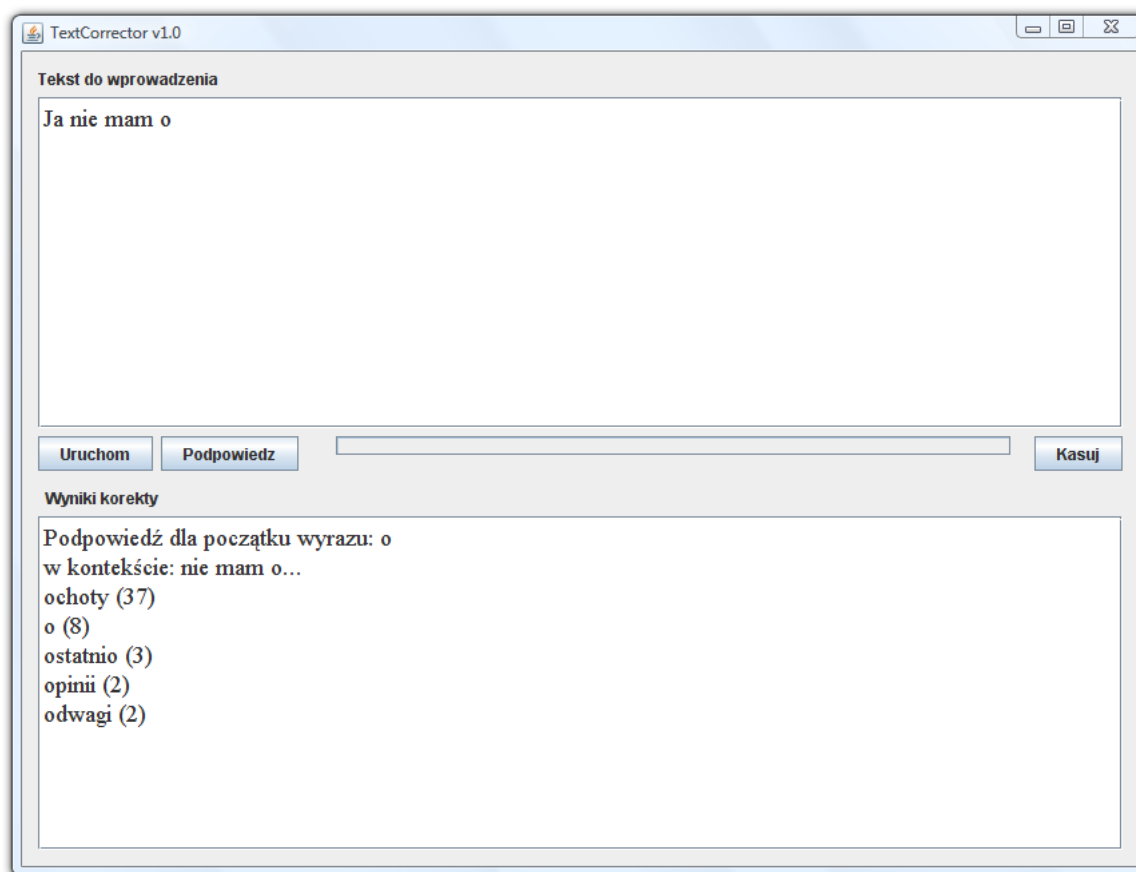 TextCorrector v1.0
Tekst do wprowadzenia
Ja nie mam o
Uruchom Podpowiedz Kasuj
Wyniki korekty
Podpowiedź dla początku wyrazu: o
w kontekście: nie mam o...
ochoty (37)
o (8)
ostatnio (3)
opinii (2)
odwagi (2)